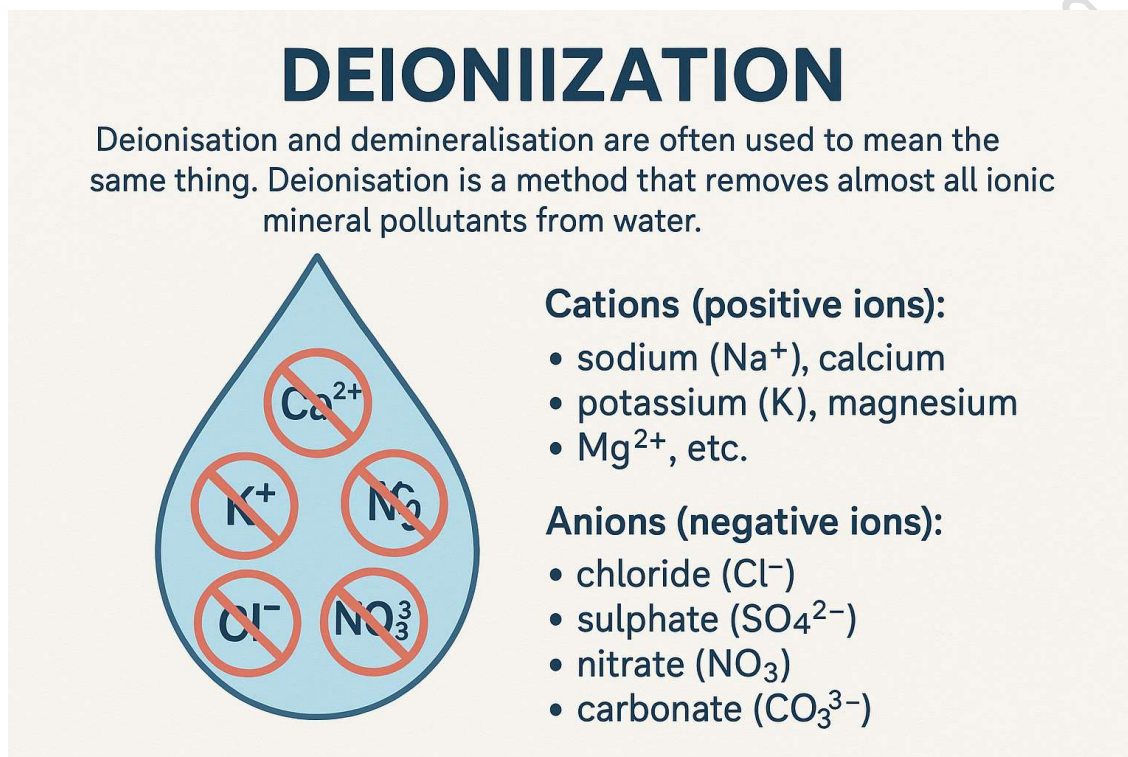 DEIONIIZATION
Deionisation and demineralisation are often used to mean the
same thing. Deionisation is a method that removes almost all ionic
mineral pollutants from water.
Ca²⁺
K⁺
Cl⁻
NO₃³
Cations (positive ions):
• sodium (Na⁺), calcium
• potassium (K), magnesium
• Mg²⁺, etc.
Anions (negative ions):
• chloride (Cl⁻)
• sulphate (SO4²⁻)
• nitrate (NO₃)
• carbonate (CO₃³⁻)